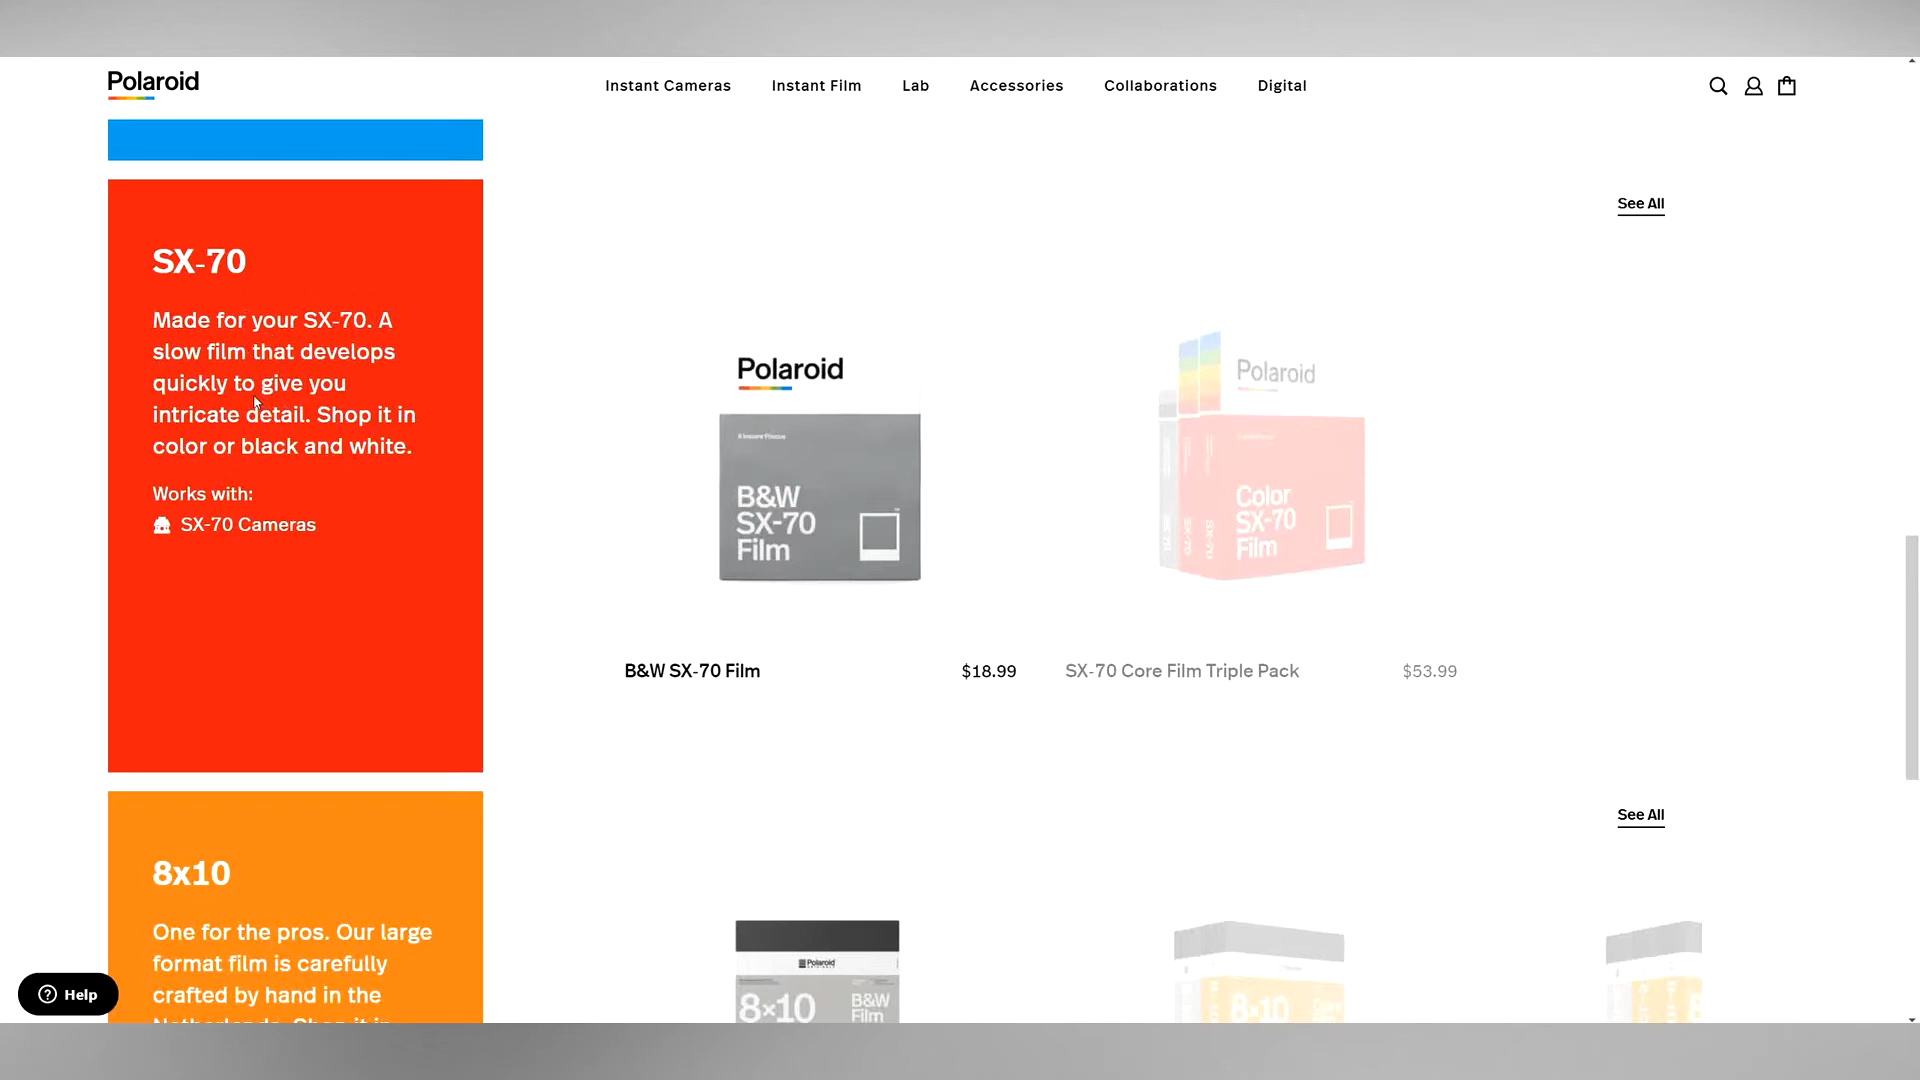 Polaroid
Instant Cameras
Instant Film
Lab
Accessories
Collaborations
Digital
SX-70
Made for your SX-70. A
slow film that develops
quickly to give you
intricate detail. Shop it in
color or black and white.
Works with:
SX-70 Cameras
See All
Polaroid
B&W
SX-70
Film
Polaroid
Color
SX-70
Film
B&W SX-70 Film
$18.99
SX-70 Core Film Triple Pack
$53.99
8x10
One for the pros. Our large
format film is carefully
crafted by hand in the
See All
Polaroid
8×10
B&W
Film
8×10
Help